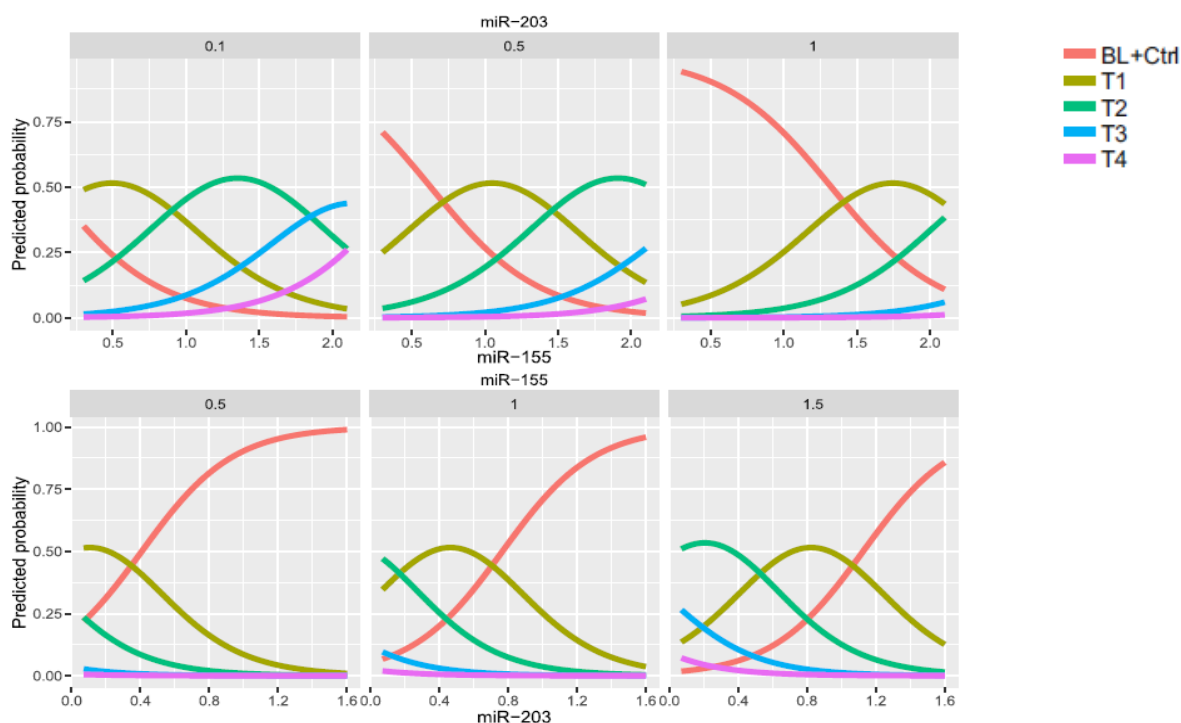 miR−203
0.1 0.5 1
BL+Ctrl
T1
T2
T3
T4
Predicted probability
0.75
0.50
0.25
0.00
0.5 1.0 1.5 2.0 0.5 1.0 1.5 2.0 0.5 1.0 1.5 2.0
miR−155
miR−155
0.5 1 1.5
Predicted probability
1.00
0.75
0.50
0.25
0.00
0.0 0.4 0.8 1.2 1.6 0.0 0.4 0.8 1.2 1.6 0.0 0.4 0.8 1.2 1.6
miR−203